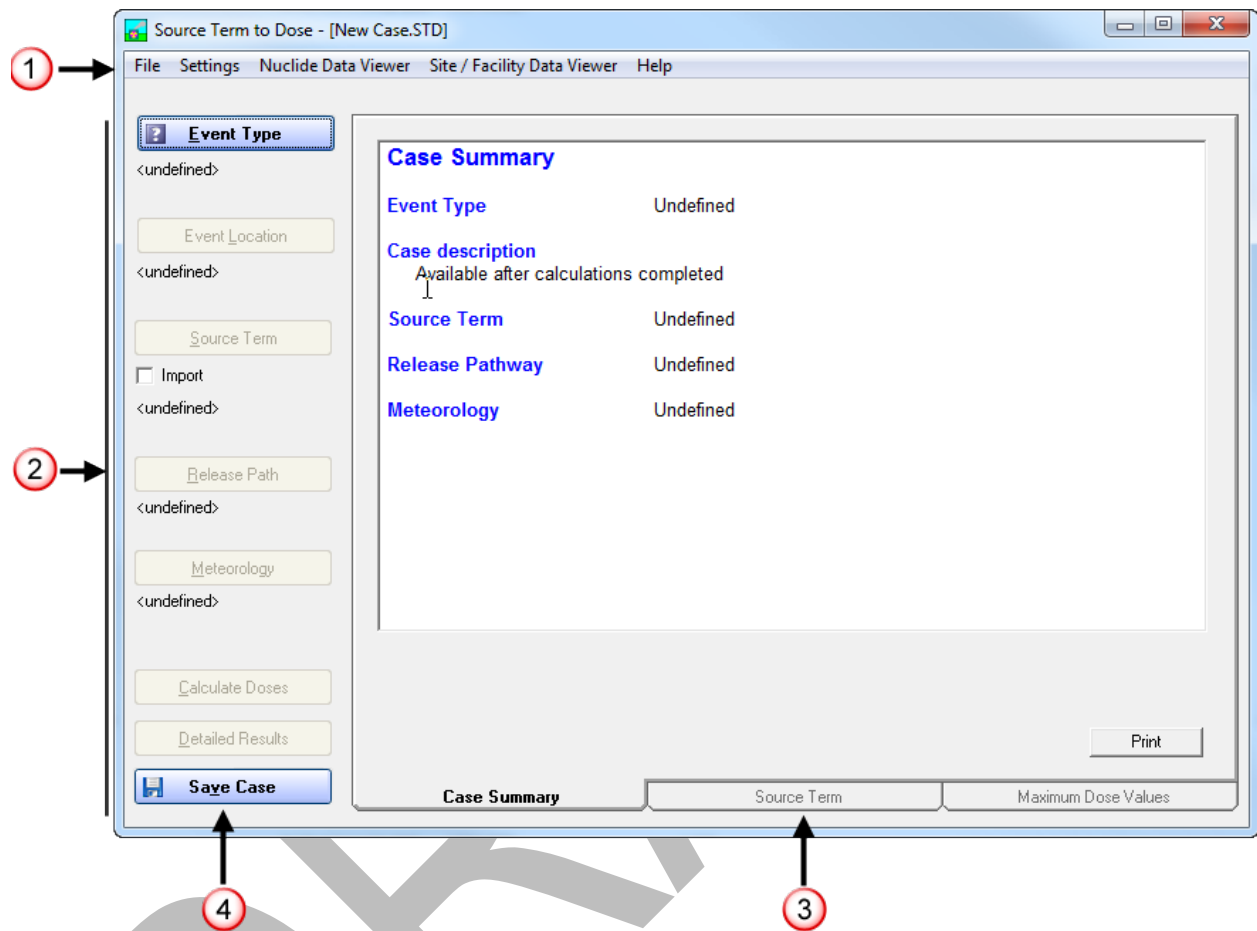 Source Term to Dose - [New Case.STD]
1
File Settings Nuclide Data Viewer Site / Facility Data Viewer Help
Event Type
<undefined>
Event Location
<undefined>
Source Term
Import
<undefined>
2
Release Path
<undefined>
Meteorology
<undefined>
Calculate Doses
Detailed Results
Save Case
Case Summary
Event Type Undefined
Case description
Available after calculations completed
Source Term Undefined
Release Pathway Undefined
Meteorology Undefined
Print
Case Summary Source Term Maximum Dose Values
4
3